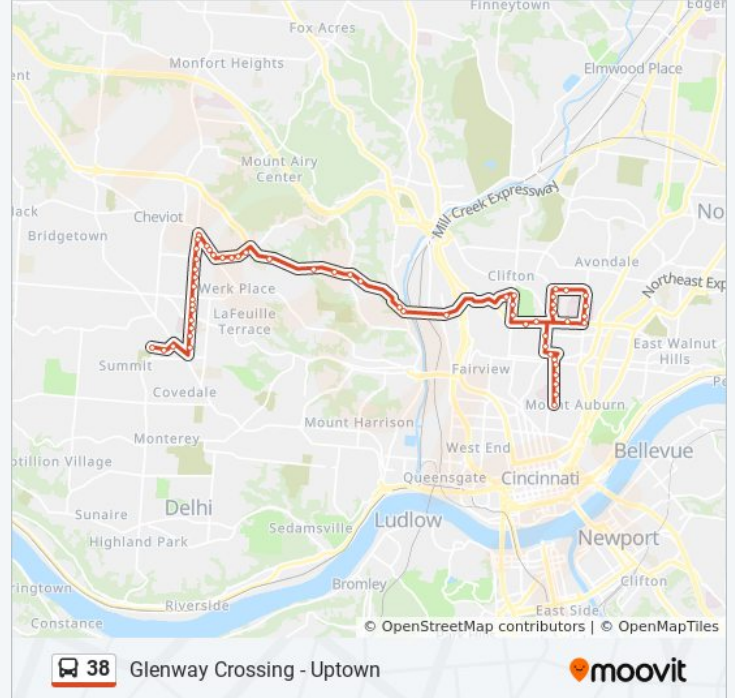 Finneytown
Edger
Fox Acres
Monfort Heights
Elmwood Place
ent
Mount Airy
Center
Mill Creek Expressway
lack
Cheviot
No
Bridgetown
Avondale
Clifton
Northeast Exp
Werk Place
LaFeuille
Terrace
East Walnut
Hills
Summit
Fairview
Pe
Covedale
Mount Auburn
Mount Harrison
Monterey
West End
Bellevue
otillion Village
Queensgate
Cincinnati
Delhi
Sunaire
Sedamsville
Ludlow
Highland Park
Newport
Bromley
Clifton
ringtown
Riverside
East Side
Constance
© OpenStreetMap contributors | © OpenMapTiles
38 Glenway Crossing - Uptown
moovit